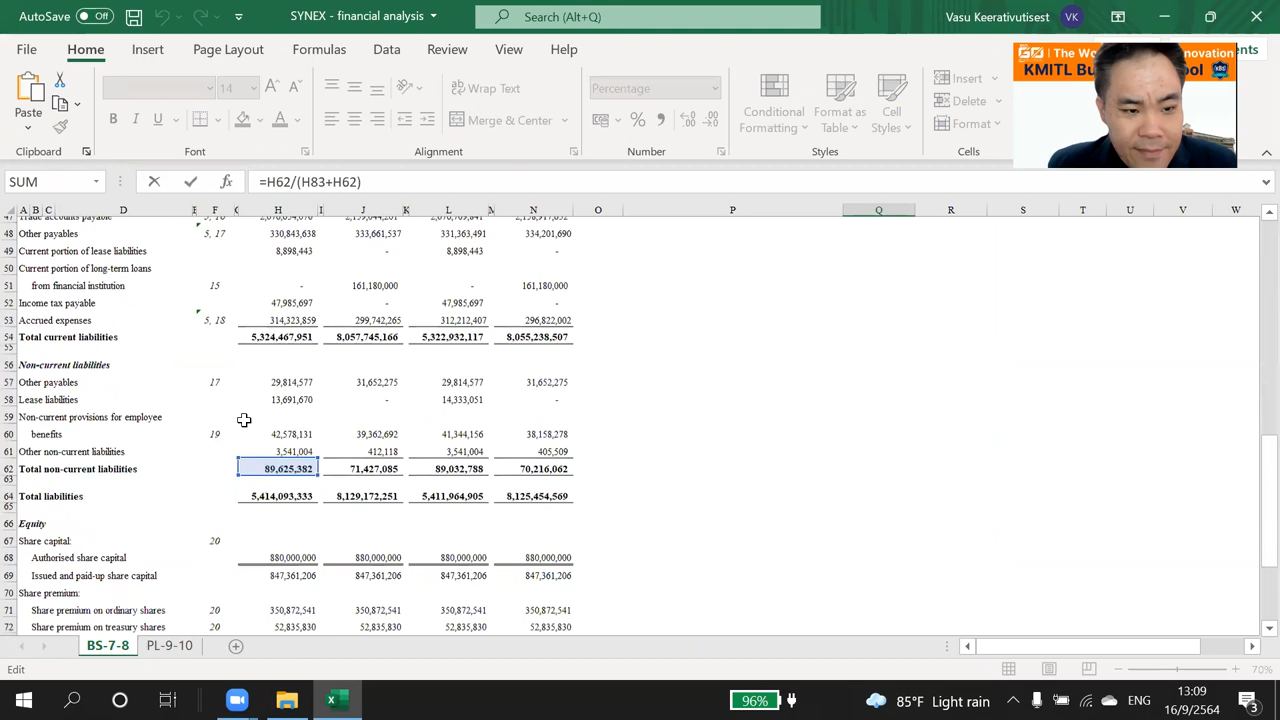 AutoSave Off SYNEX - financial analysis Search (Alt+Q) Vasu Keerativutisest VK
File Home Insert Page Layout Formulas Data Review View Help
Paste Clipboard
14 Font
Wrap Text Merge & Center Alignment
Percentage Number
Conditional Formatting Format as Table Cell Styles Styles
Insert Delete Format Cells
GO The Wo novation
KMITL Bu ool KBS
SUM =H62/(H83+H62)
A B C D F H I J K L M N O P Q R S T U V W
48 Other payables 5, 17 330,843,638 333,661,537 331,363,491 334,201,690
49 Current portion of lease liabilities 8,898,443 - 8,898,443 -
50 Current portion of long-term loans
51 from financial institution 15 - 161,180,000 - 161,180,000
52 Income tax payable 47,985,697 - 47,985,697 -
53 Accrued expenses 5, 18 314,323,859 299,742,265 312,212,407 296,822,002
54 Total current liabilities 5,324,467,951 8,057,745,166 5,322,932,117 8,055,238,507
55
56 Non-current liabilities
57 Other payables 17 29,814,577 31,652,275 29,814,577 31,652,275
58 Lease liabilities 13,691,670 - 14,333,051 -
59 Non-current provisions for employee
60 benefits 19 42,578,131 39,362,692 41,344,156 38,158,278
61 Other non-current liabilities 3,541,004 412,118 3,541,004 405,509
62 Total non-current liabilities 89,625,382 71,427,085 89,032,788 70,216,062
63
64 Total liabilities 5,414,093,333 8,129,172,251 5,411,964,905 8,125,454,569
65
66 Equity
67 Share capital: 20
68 Authorised share capital 880,000,000 880,000,000 880,000,000 880,000,000
69 Issued and paid-up share capital 847,361,206 847,361,206 847,361,206 847,361,206
70 Share premium:
71 Share premium on ordinary shares 20 350,872,541 350,872,541 350,872,541 350,872,541
72 Share premium on treasury shares 20 52,835,830 52,835,830 52,835,830 52,835,830
BS-7-8 PL-9-10
Edit 70%
96% 85°F Light rain ENG 13:09
16/9/2564 3